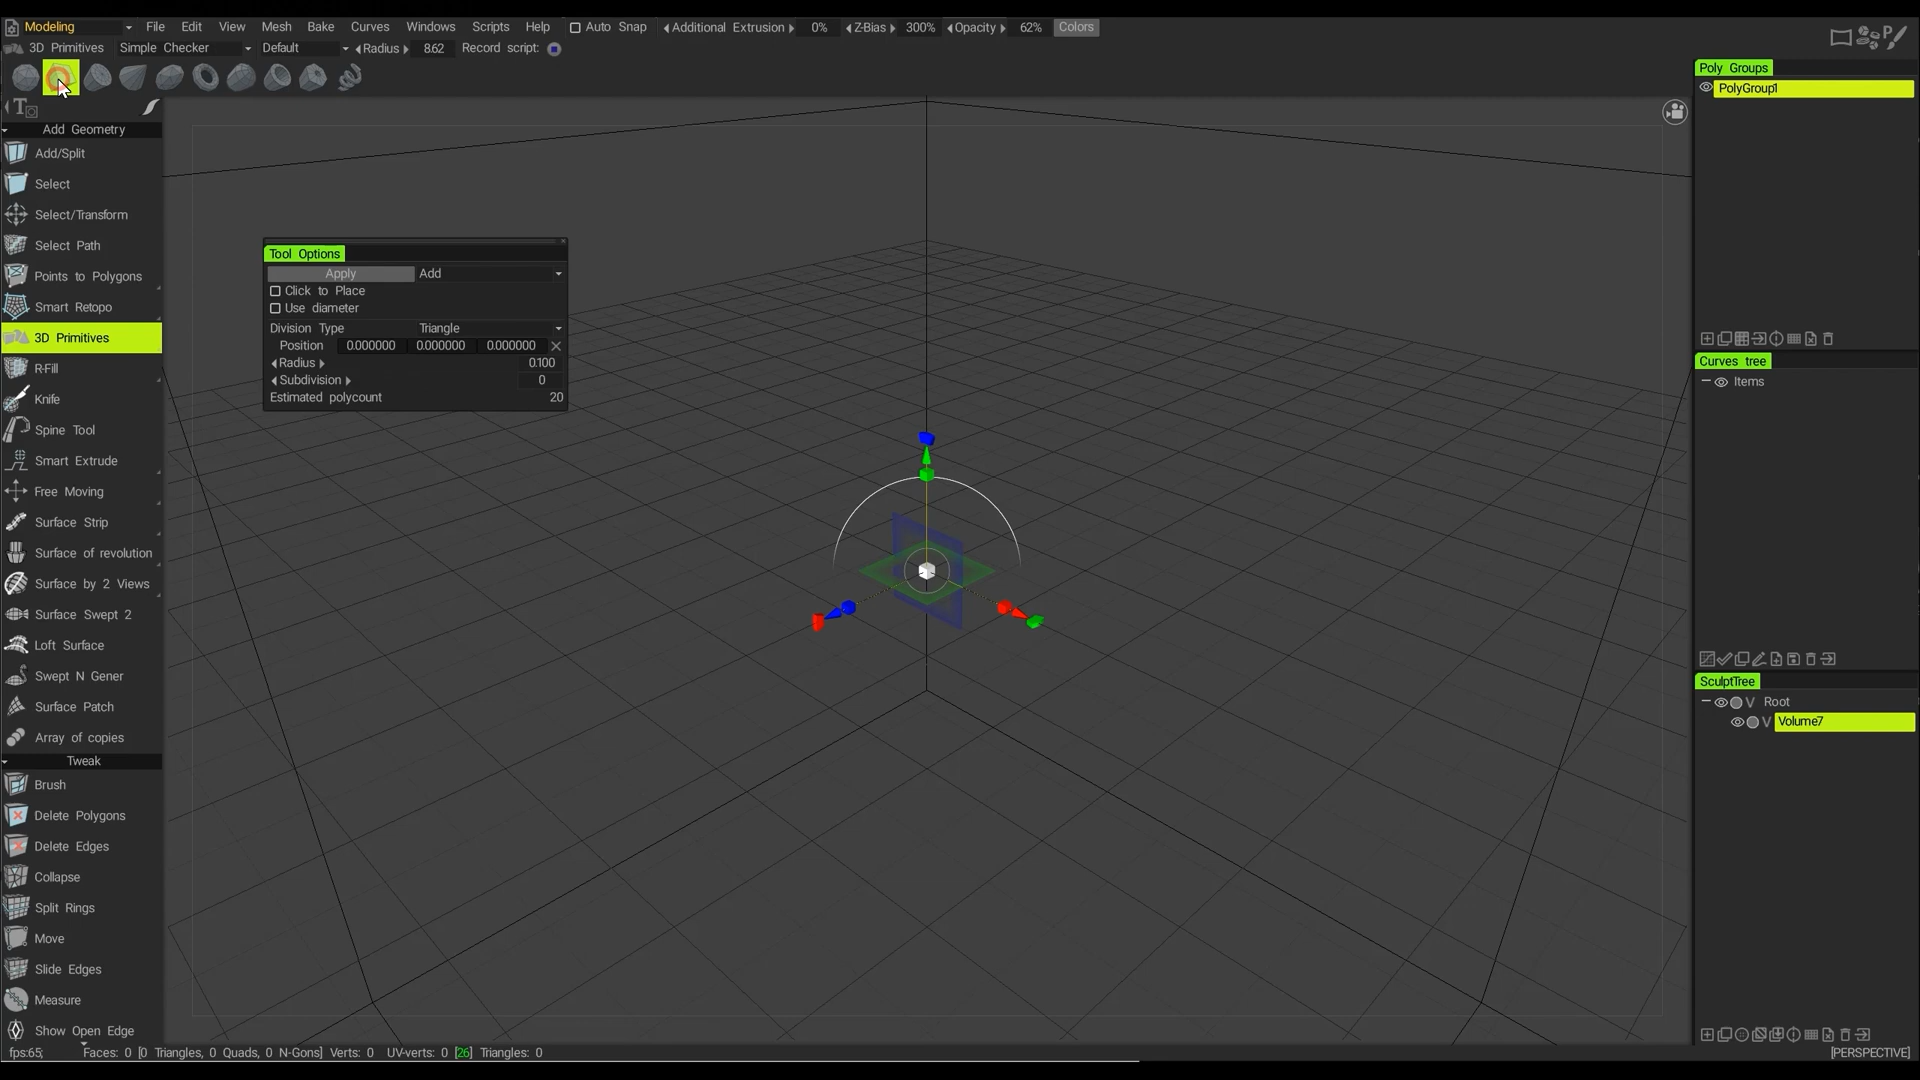 Modeling File Edit View Mesh Bake Curves Windows Scripts Help Auto Snap Additional Extrusion 0% Z-Bias 300% Opacity 62% Colors
3D Primitives Simple Checker Default Radius 8.62 Record script:
Poly Groups
PolyGroup1
Add Geometry
Add/Split
Select
Select/Transform
Select Path
Points to Polygons
Smart Retopo
3D Primitives
R-Fill
Knife
Spine Tool
Smart Extrude
Free Moving
Surface Strip
Surface of revolution
Surface by 2 Views
Surface Swept 2
Loft Surface
Swept N Gener
Surface Patch
Array of copies
Tweak
Brush
Delete Polygons
Delete Edges
Collapse
Split Rings
Move
Slide Edges
Measure
Show Open Edge
Tool Options
Apply Add
Click to Place
Use diameter
Division Type Triangle
Position 0.000000 0.000000 0.000000
Radius 0.100
Subdivision 0
Estimated polycount 20
Curves tree
Items
SculptTree
V Root
V Volume7
fps:65; Faces: 0 [0 Triangles, 0 Quads, 0 N-Gons] Verts: 0 UV-verts: 0 [26] Triangles: 0
[PERSPECTIVE]